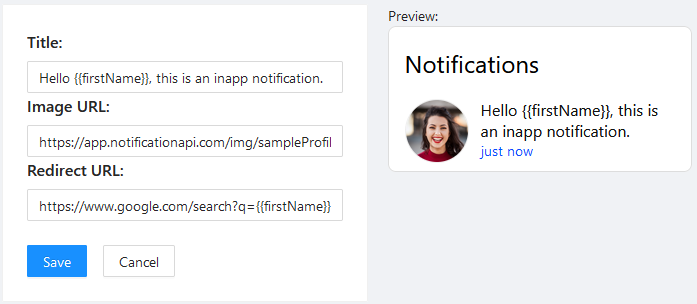 Title:
Hello {{firstName}}, this is an inapp notification.
Image URL:
https://app.notificationapi.com/img/sampleProfil
Redirect URL:
https://www.google.com/search?q={{firstName}}
Save
Cancel
Preview:
Notifications
Hello {{firstName}}, this is
an inapp notification.
just now